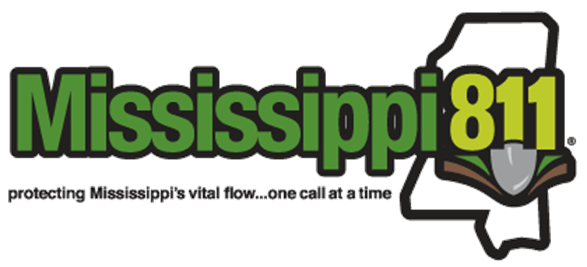 Mississippi811®
protecting Mississippi's vital flow...one call at a time